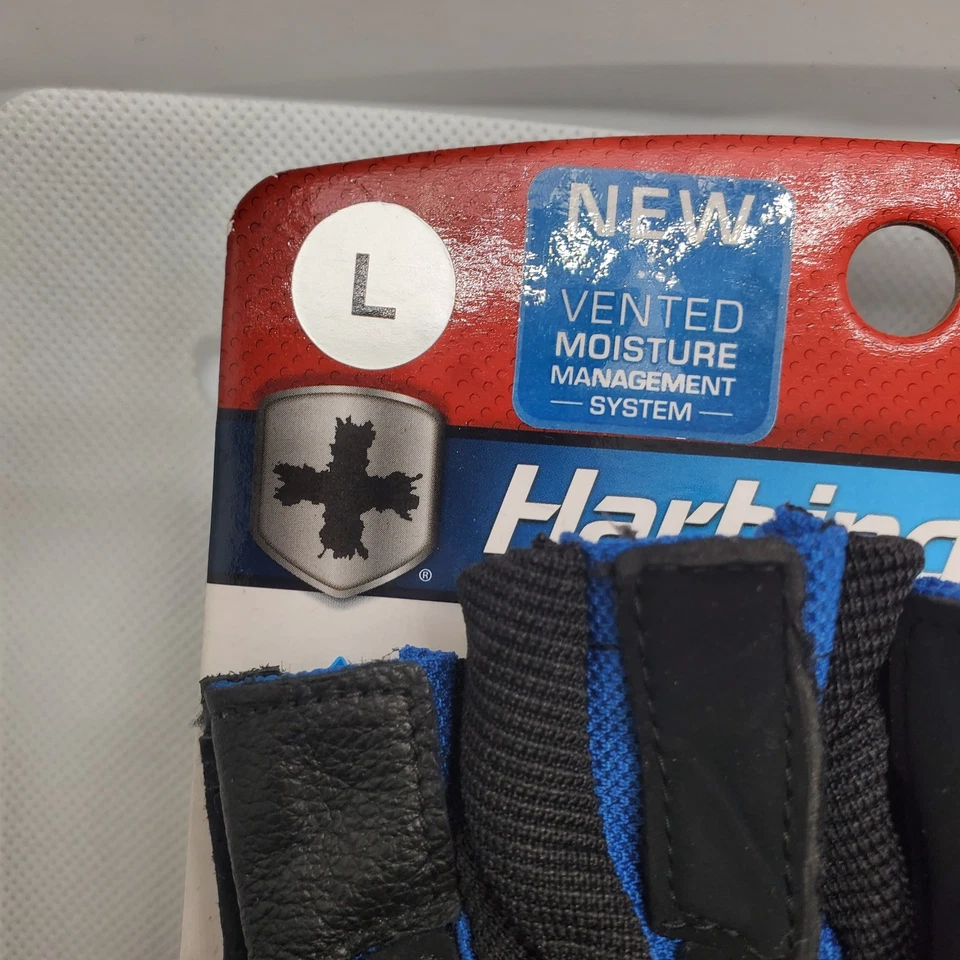 L
NEW
VENTED
MOISTURE
MANAGEMENT
SYSTEM
®